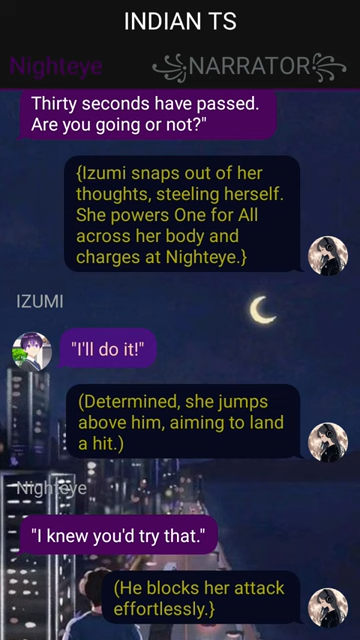 INDIAN TS
Nighteye
NARRATOR
Thirty seconds have passed.
Are you going or not?"
{Izumi snaps out of her
thoughts, steeling herself.
She powers One for All
across her body and
charges at Nighteye.}
IZUMI
"I'll do it!"
(Determined, she jumps
above him, aiming to land
a hit.)
Nighteye
"I knew you'd try that."
(He blocks her attack
effortlessly.}